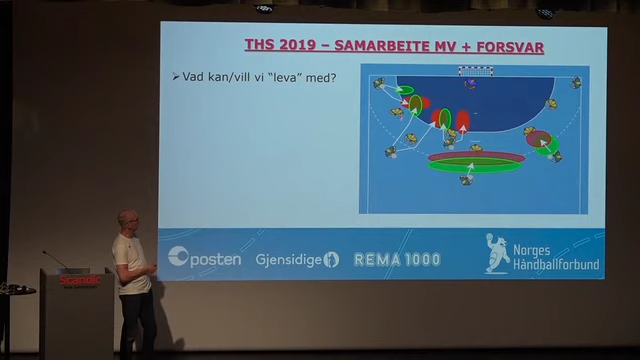 THS 2019 – SAMARBEITE MV + FORSVAR
➢Vad kan/vill vi "leva" med?
posten
Gjensidige
REMA 1000
Norges
Håndballforbund
Scandic